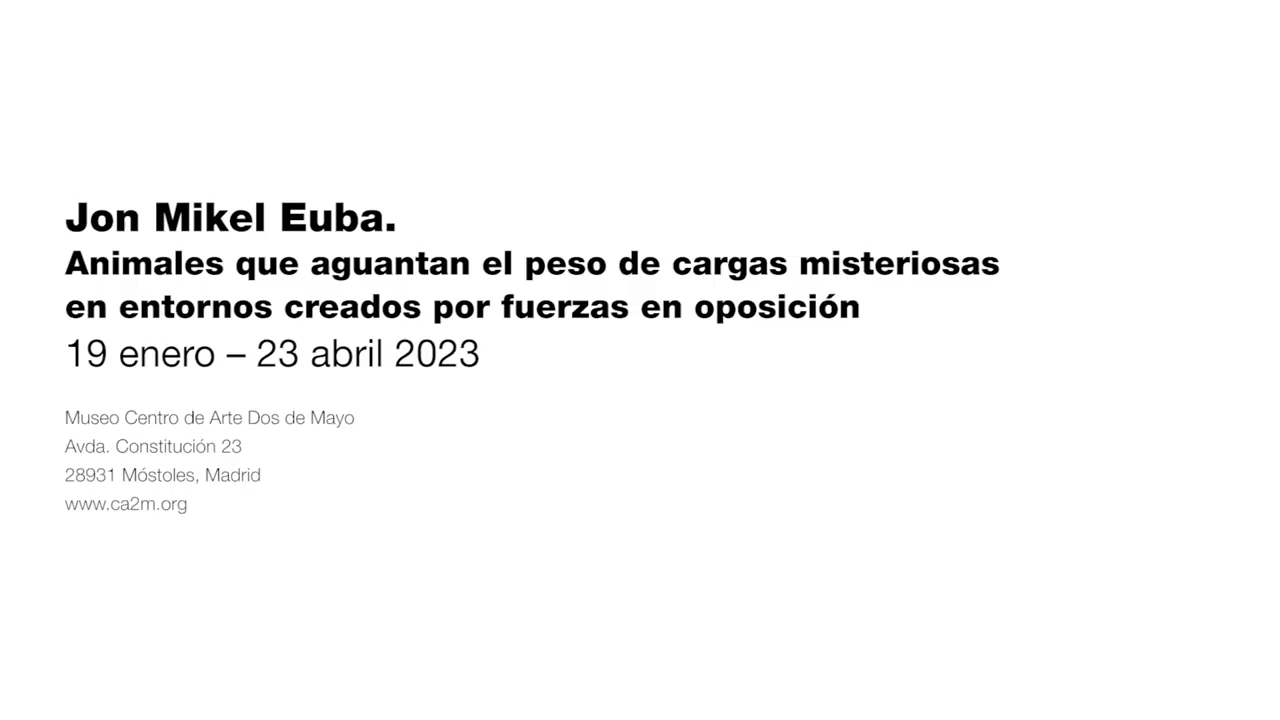 Jon Mikel Euba.
Animales que aguantan el peso de cargas misteriosas
en entornos creados por fuerzas en oposición
19 enero – 23 abril 2023
Museo Centro de Arte Dos de Mayo
Avda. Constitución 23
28931 Móstoles, Madrid
www.ca2m.org